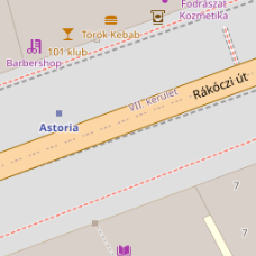 Fodrászat
Kozmetika
Török Kebab
101 klub
Barbershop
VII. kerület
Rákóczi út
Astoria
7
7